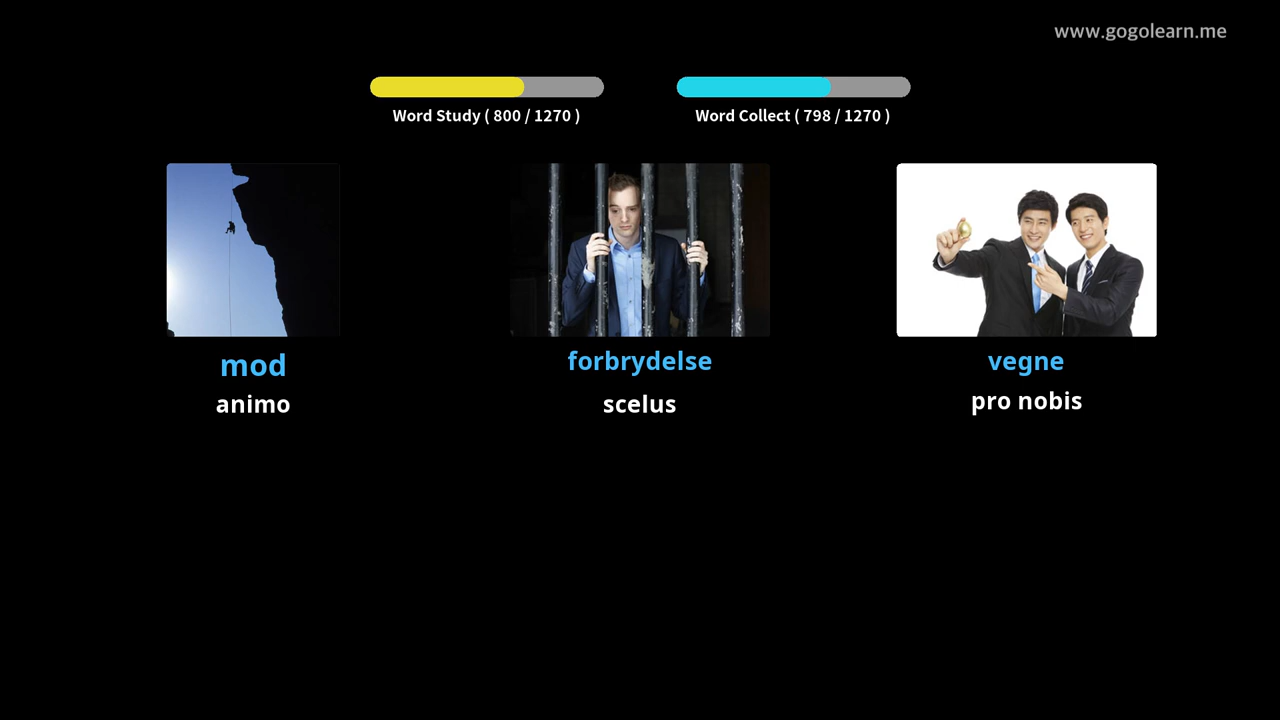 www.gogolearn.me
Word Study ( 800 / 1270 )
Word Collect ( 798 / 1270 )
mod
forbrydelse
vegne
animo
scelus
pro nobis